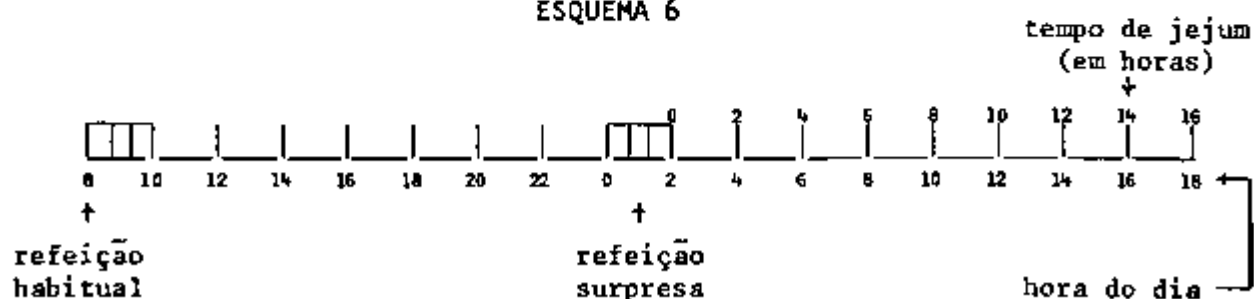 ESQUEMA 6
tempo de jejum
(em horas)
0 2 4 6 8 10 12 14 16
8 10 12 14 16 18 20 22 0 2 4 6 8 10 12 14 16 18
refeição
habitual
refeição
surpresa
hora do dia